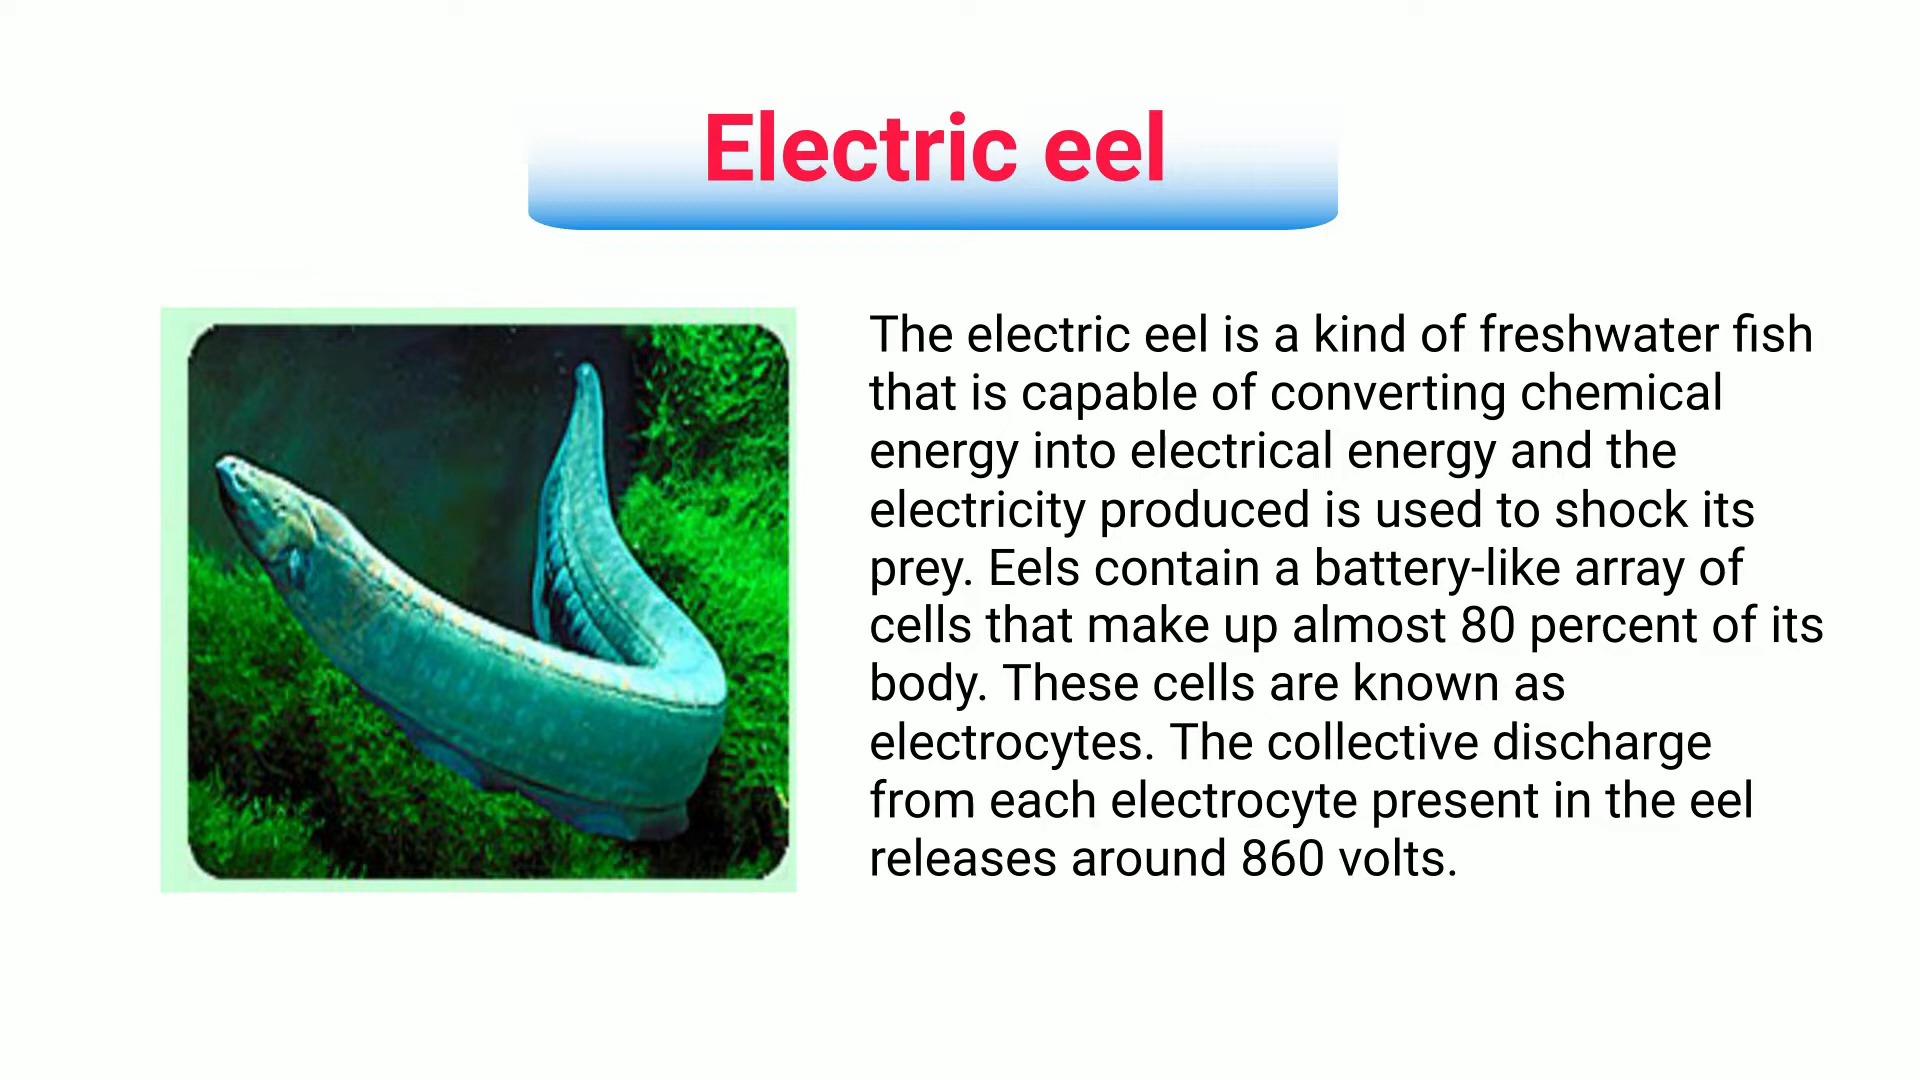 Electric eel
The electric eel is a kind of freshwater fish
that is capable of converting chemical
energy into electrical energy and the
electricity produced is used to shock its
prey. Eels contain a battery-like array of
cells that make up almost 80 percent of its
body. These cells are known as
electrocytes. The collective discharge
from each electrocyte present in the eel
releases around 860 volts.